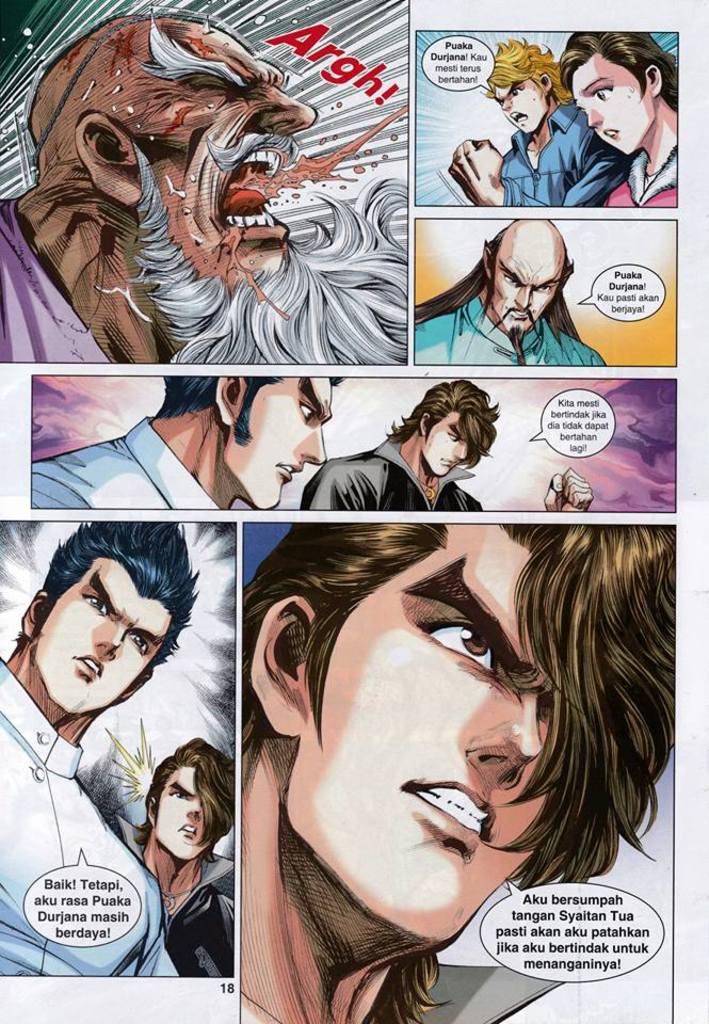 Argh!
Puaka
Durjana! Kau
mesti terus
bertahan!
Puaka
Durjana!
Kau pasti akan
berjaya!
Kita mesti
bertindak jika
dia tidak dapat
bertahan
lagi!
Baik! Tetapi,
aku rasa Puaka
Durjana masih
berdaya!
Aku bersumpah
tangan Syaitan Tua
pasti akan aku patahkan
jika aku bertindak untuk
menanganinya!
18